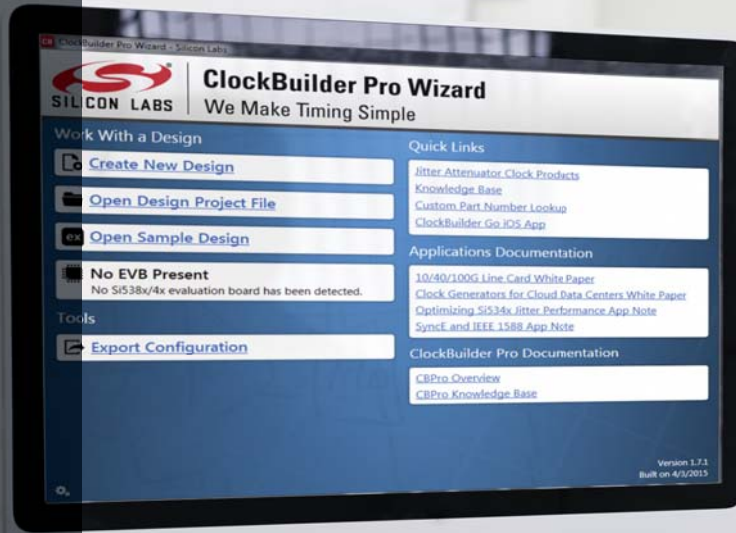 CB ClockBuilder Pro Wizard - Silicon Labs
SILICON LABS
ClockBuilder Pro Wizard
We Make Timing Simple
Work With a Design
Create New Design
Open Design Project File
ex Open Sample Design
No EVB Present
No Si538x/4x evaluation board has been detected.
Tools
Export Configuration
Quick Links
Jitter Attenuator Clock Products
Knowledge Base
Custom Part Number Lookup
ClockBuilder Go iOS App
Applications Documentation
10/40/100G Line Card White Paper
Clock Generators for Cloud Data Centers White Paper
Optimizing Si534x Jitter Performance App Note
SyncE and IEEE 1588 App Note
ClockBuilder Pro Documentation
CBPro Overview
CBPro Knowledge Base
Version 1.7.1
Built on 4/3/2015